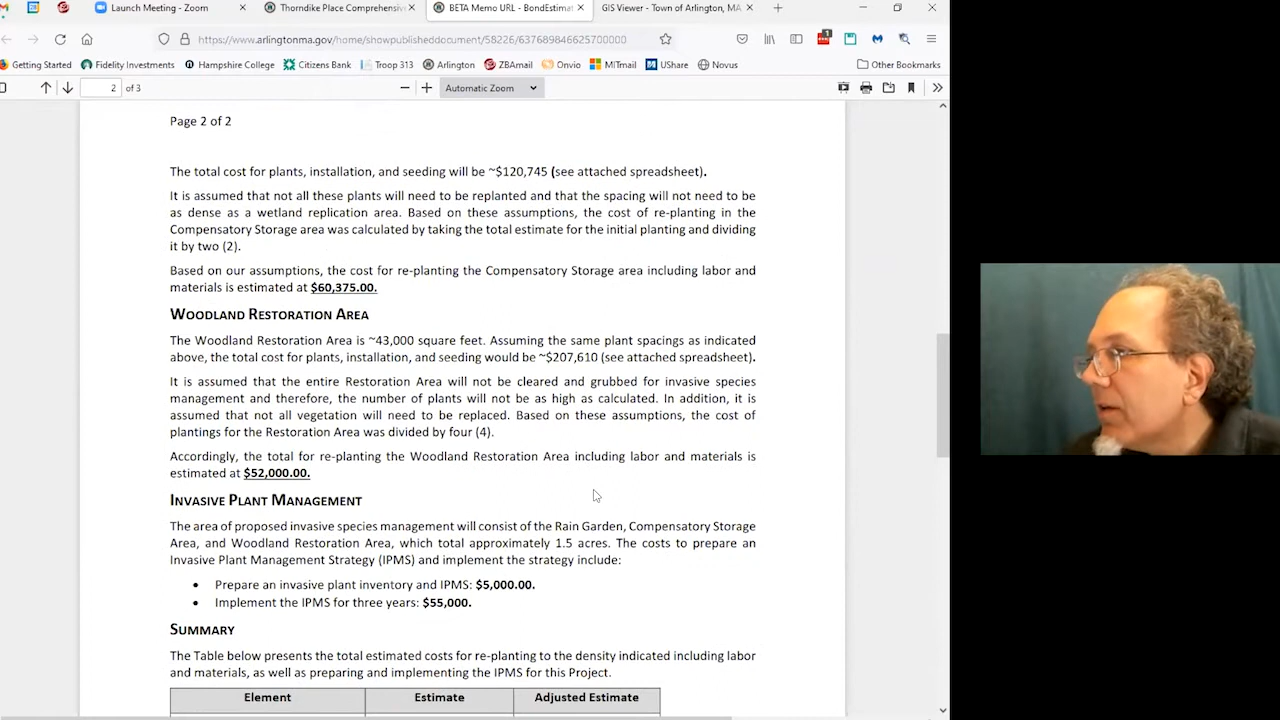 Launch Meeting - Zoom
Thorndike Place Comprehensive
BETA Memo URL - BondEstimat
GIS Viewer - Town of Arlington, MA
https://www.arlingtonma.gov/home/showpublisheddocument/58226/637689846625700000
Getting Started Fidelity Investments Hampshire College Citizens Bank Troop 313 Arlington ZBAmail Onvio MITmail UShare Novus Other Bookmarks
2 of 3 Automatic Zoom
Page 2 of 2
The total cost for plants, installation, and seeding will be ~$120,745 (see attached spreadsheet).
It is assumed that not all these plants will need to be replanted and that the spacing will not need to be
as dense as a wetland replication area. Based on these assumptions, the cost of re-planting in the
Compensatory Storage area was calculated by taking the total estimate for the initial planting and dividing
it by two (2).
Based on our assumptions, the cost for re-planting the Compensatory Storage area including labor and
materials is estimated at $60,375.00.
WOODLAND RESTORATION AREA
The Woodland Restoration Area is ~43,000 square feet. Assuming the same plant spacings as indicated
above, the total cost for plants, installation, and seeding would be ~$207,610 (see attached spreadsheet).
It is assumed that the entire Restoration Area will not be cleared and grubbed for invasive species
management and therefore, the number of plants will not be as high as calculated. In addition, it is
assumed that not all vegetation will need to be replaced. Based on these assumptions, the cost of
plantings for the Restoration Area was divided by four (4).
Accordingly, the total for re-planting the Woodland Restoration Area including labor and materials is
estimated at $52,000.00.
INVASIVE PLANT MANAGEMENT
The area of proposed invasive species management will consist of the Rain Garden, Compensatory Storage
Area, and Woodland Restoration Area, which total approximately 1.5 acres. The costs to prepare an
Invasive Plant Management Strategy (IPMS) and implement the strategy include:
• Prepare an invasive plant inventory and IPMS: $5,000.00.
• Implement the IPMS for three years: $55,000.
SUMMARY
The Table below presents the total estimated costs for re-planting to the density indicated including labor
and materials, as well as preparing and implementing the IPMS for this Project.
Element Estimate Adjusted Estimate